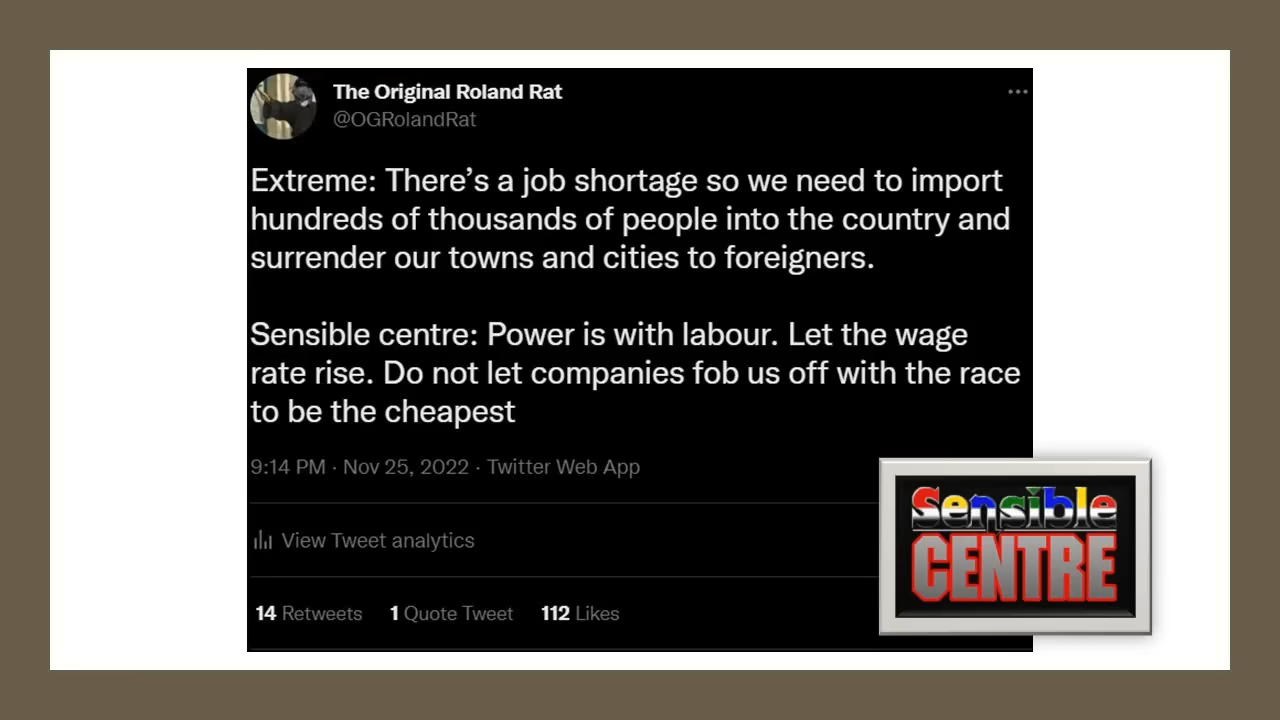 The Original Roland Rat
@OGRolandRat
Extreme: There's a job shortage so we need to import
hundreds of thousands of people into the country and
surrender our towns and cities to foreigners.
Sensible centre: Power is with labour. Let the wage
rate rise. Do not let companies fob us off with the race
to be the cheapest
9:14 PM · Nov 25, 2022 · Twitter Web App
View Tweet analytics
14 Retweets 1 Quote Tweet 112 Likes
Sensible
CENTRE